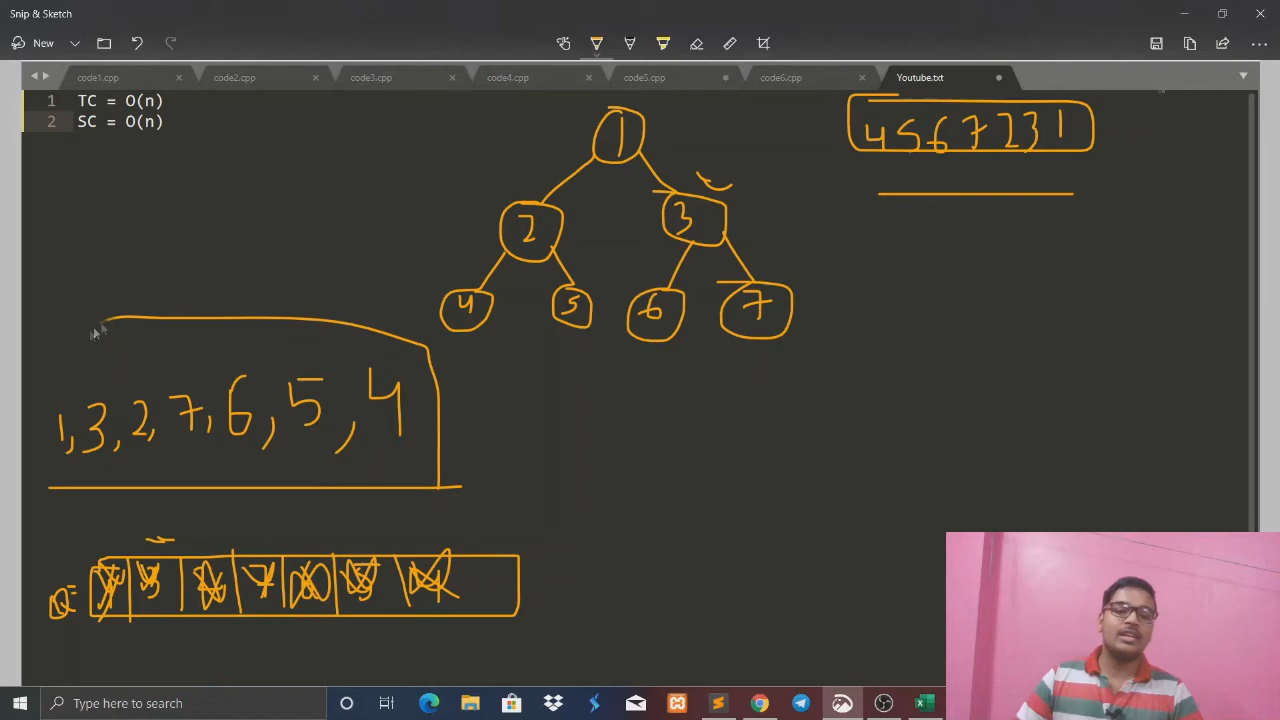 Snip & Sketch
New
code1.cpp
code2.cpp
code3.cpp
code4.cpp
code5.cpp
code6.cpp
Youtube.txt
1 TC = O(n)
2 SC = O(n)
4 5 6 7 2 3 1
1
2
3
4
5
6
7
1, 3, 2, 7, 6, 5, 4
Q=
Type here to search